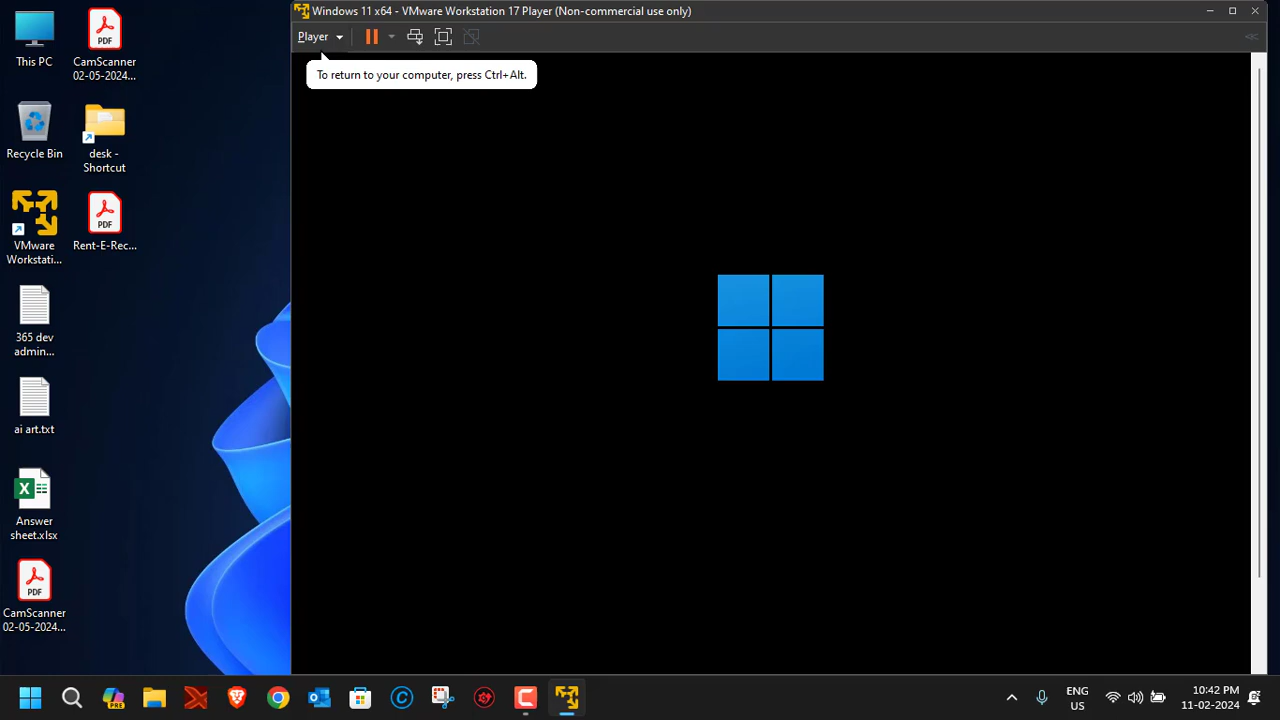 Windows 11 x64 - VMware Workstation 17 Player (Non-commercial use only)
Player
To return to your computer, press Ctrl+Alt.
This PC
CamScanner
02-05-2024...
Recycle Bin
desk -
Shortcut
VMware
Workstati...
Rent-E-Rec...
365 dev
admin...
ai art.txt
Answer
sheet.xlsx
CamScanner
02-05-2024...
PDF
PDF
PDF
X
PRE
C
ENG
US
10:42 PM
11-02-2024